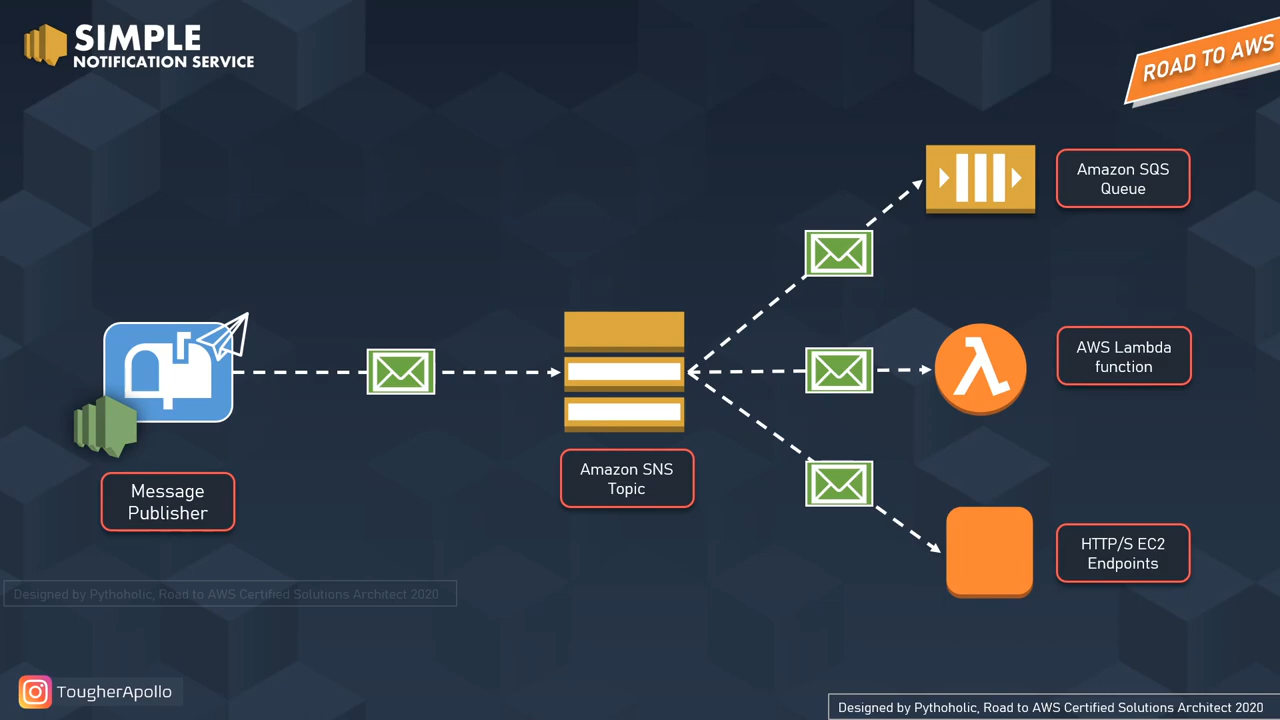 SIMPLE
NOTIFICATION SERVICE
ROAD TO AWS
Amazon SQS
Queue
AWS Lambda
function
Amazon SNS
Topic
Message
Publisher
HTTP/S EC2
Endpoints
Designed by Pythoholic, Road to AWS Certified Solutions Architect 2020
TougherApollo
Designed by Pythoholic, Road to AWS Certified Solutions Architect 2020